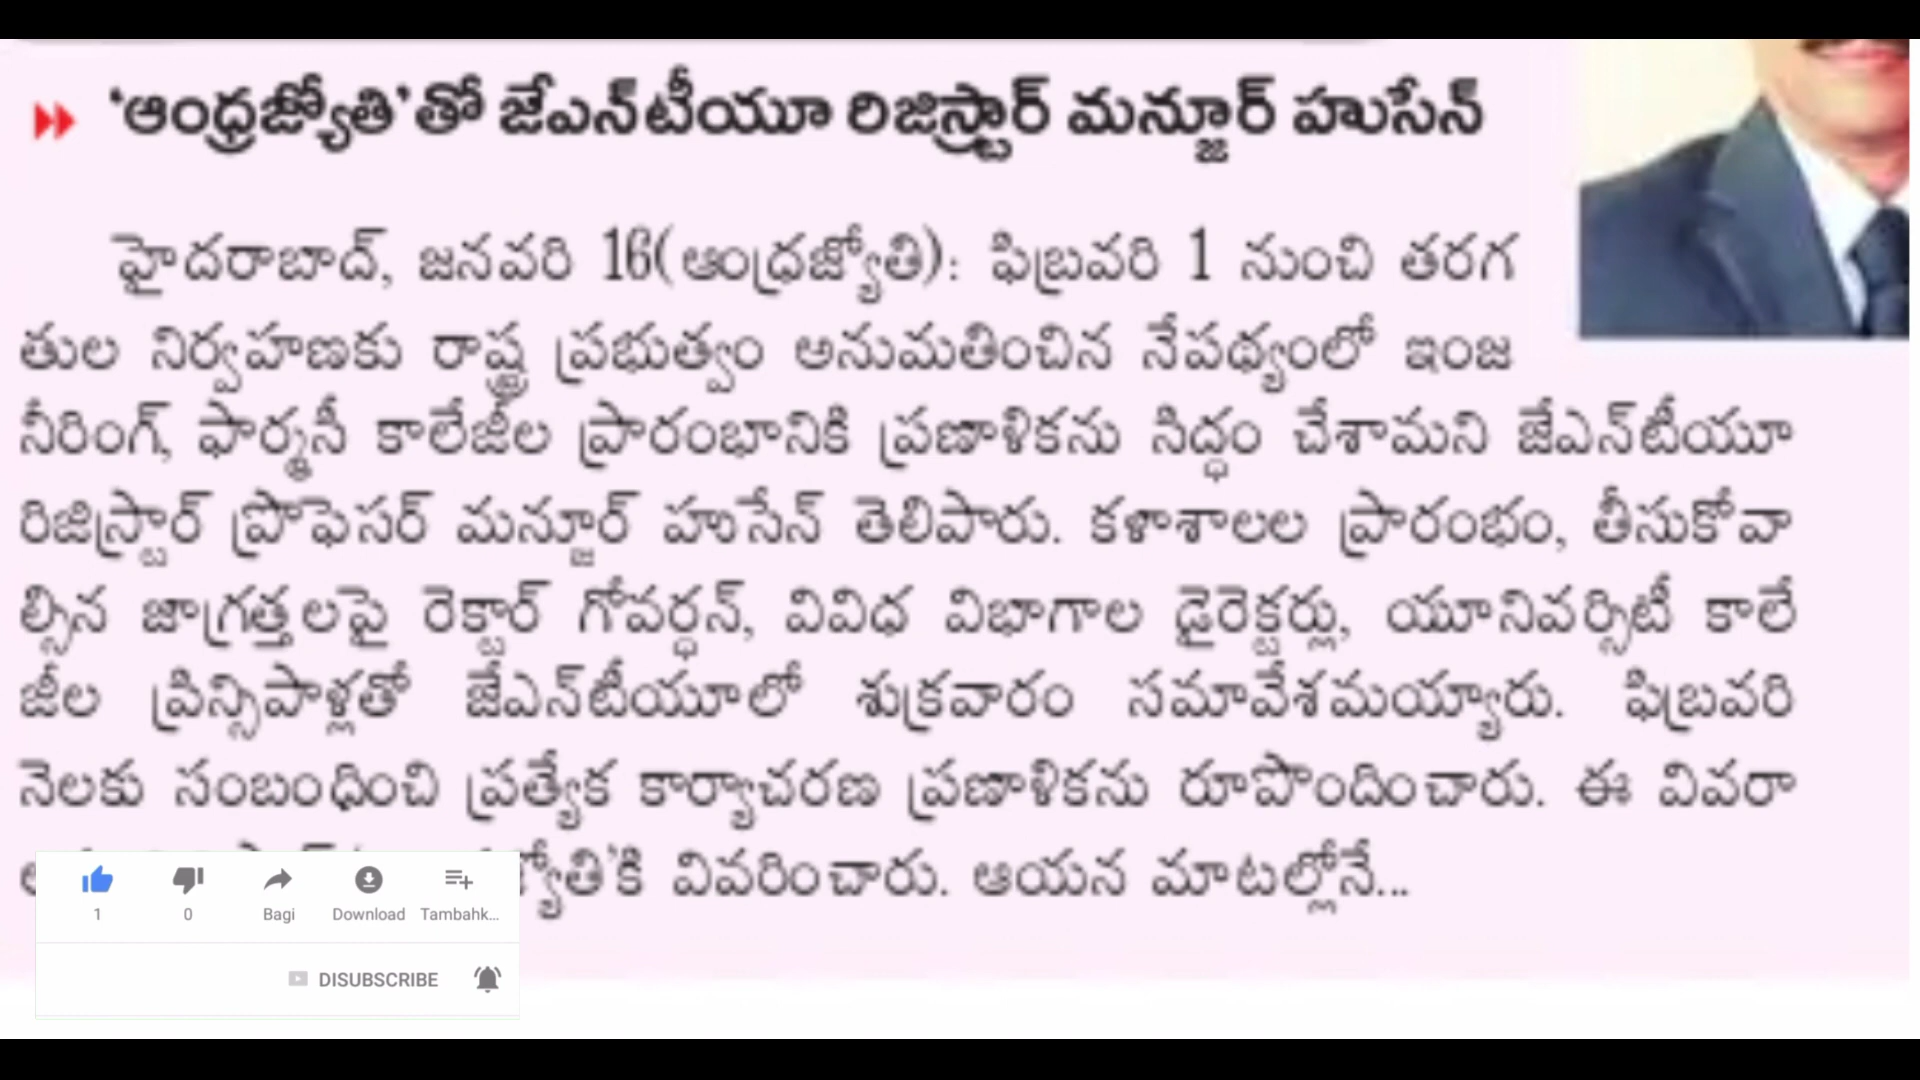 ‘ఆంధ్రజ్యోతి’తో జేఎన్‌టీయూ రిజిస్ట్రార్ మన్జూర్ హుసేన్
హైదరాబాద్, జనవరి 16(ఆంధ్రజ్యోతి): ఫిబ్రవరి 1 నుంచి తరగ
తుల నిర్వహణకు రాష్ట్ర ప్రభుత్వం అనుమతించిన నేపథ్యంలో ఇంజ
నీరింగ్, ఫార్మసీ కాలేజీల ప్రారంభానికి ప్రణాళికను సిద్ధం చేశామని జేఎన్‌టీయూ
రిజిస్ట్రార్ ప్రొఫెసర్ మన్జూర్ హుసేన్ తెలిపారు. కళాశాలల ప్రారంభం, తీసుకోవా
ల్సిన జాగ్రత్తలపై రెక్టార్ గోవర్ధన్, వివిధ విభాగాల డైరెక్టర్లు, యూనివర్సిటీ కాలే
జీల ప్రిన్సిపాళ్లతో జేఎన్‌టీయూలో శుక్రవారం సమావేశమయ్యారు. ఫిబ్రవరి
నెలకు సంబంధించి ప్రత్యేక కార్యాచరణ ప్రణాళికను రూపొందించారు. ఈ వివరా
జ్యోతి’కి వివరించారు. ఆయన మాటల్లోనే...
1 0 Bagi Download Tambahk...
DISUBSCRIBE